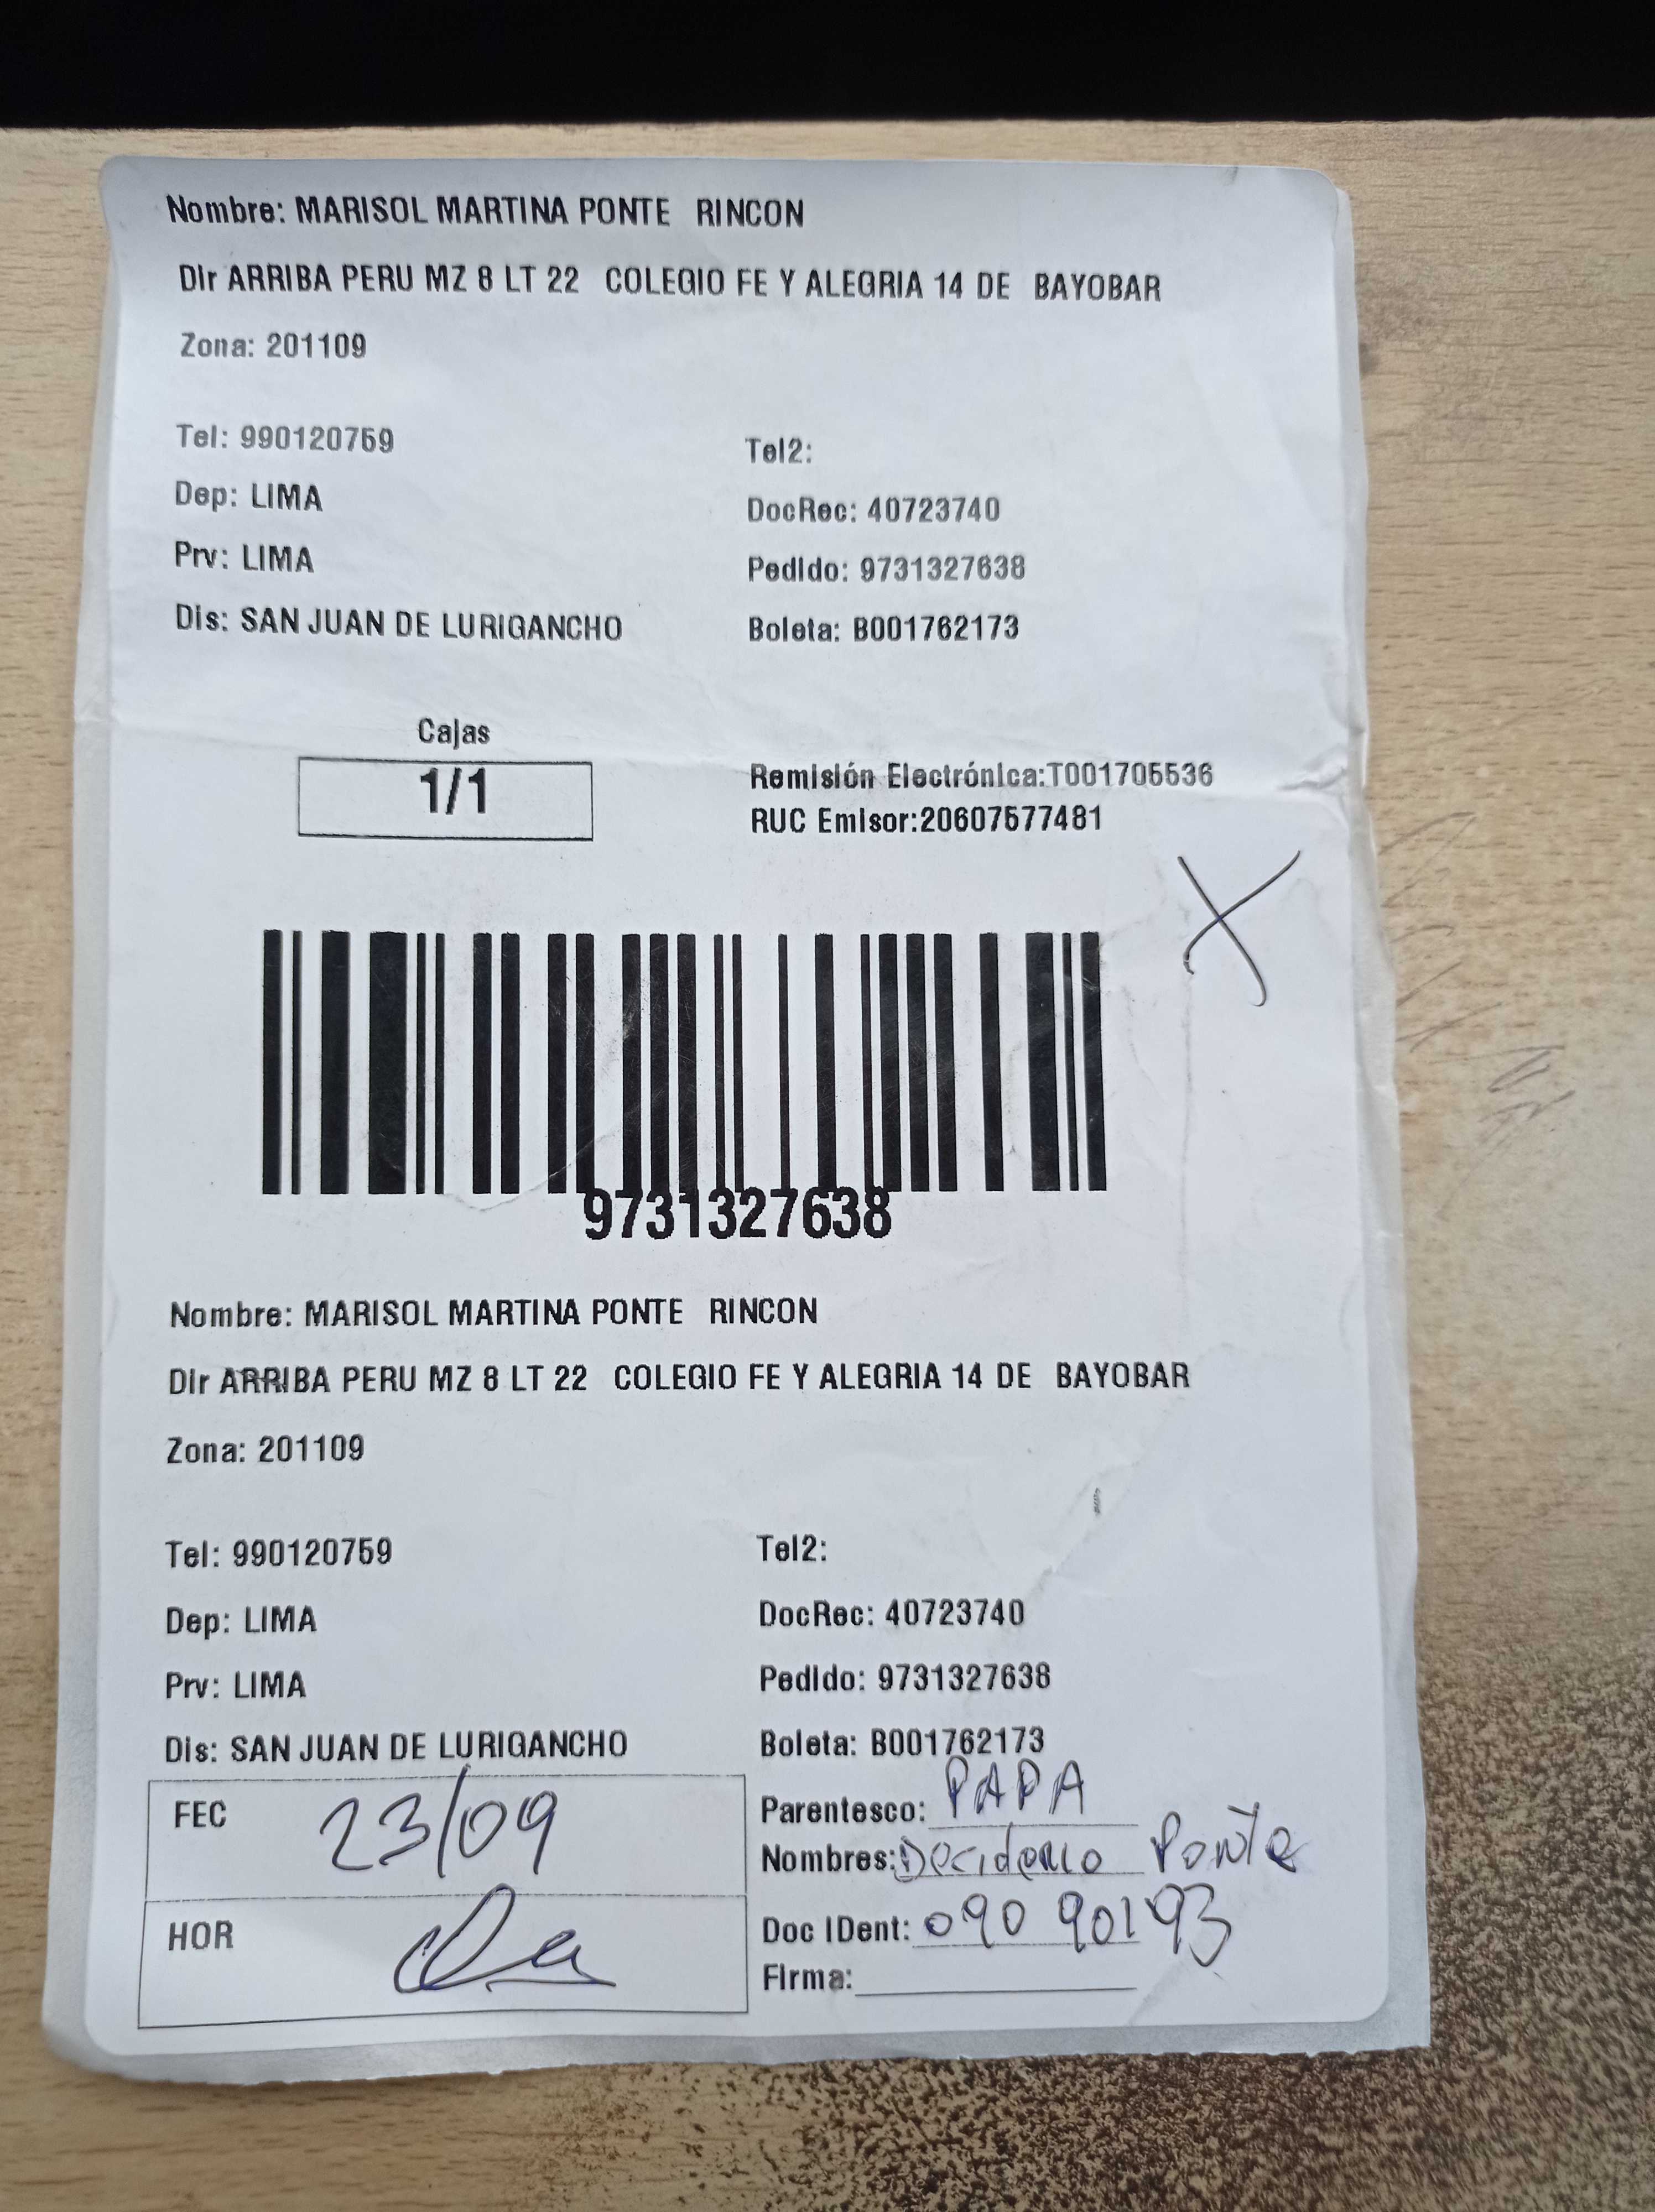 Nombre: MARISOL MARTINA PONTE RINCON
Dir ARRIBA PERU MZ 8 LT 22 COLEGIO FE Y ALEGRIA 14 DE BAYOBAR
Zona: 201109
Tel: 990120759 Tel2:
Dep: LIMA DocRec: 40723740
Prv: LIMA Pedido: 9731327638
Dis: SAN JUAN DE LURIGANCHO Boleta: B001762173
Cajas
1/1
Remisión Electrónica:T001705536
RUC Emisor:20607577481
9731327638
Nombre: MARISOL MARTINA PONTE RINCON
Dir ARRIBA PERU MZ 8 LT 22 COLEGIO FE Y ALEGRIA 14 DE BAYOBAR
Zona: 201109
Tel: 990120759 Tel2:
Dep: LIMA DocRec: 40723740
Prv: LIMA Pedido: 9731327638
Dis: SAN JUAN DE LURIGANCHO Boleta: B001762173
FEC 23/09
Parentesco: PAPA
Nombres: Deciderio Ponte
HOR
Doc IDent: 090 90193
Firma: